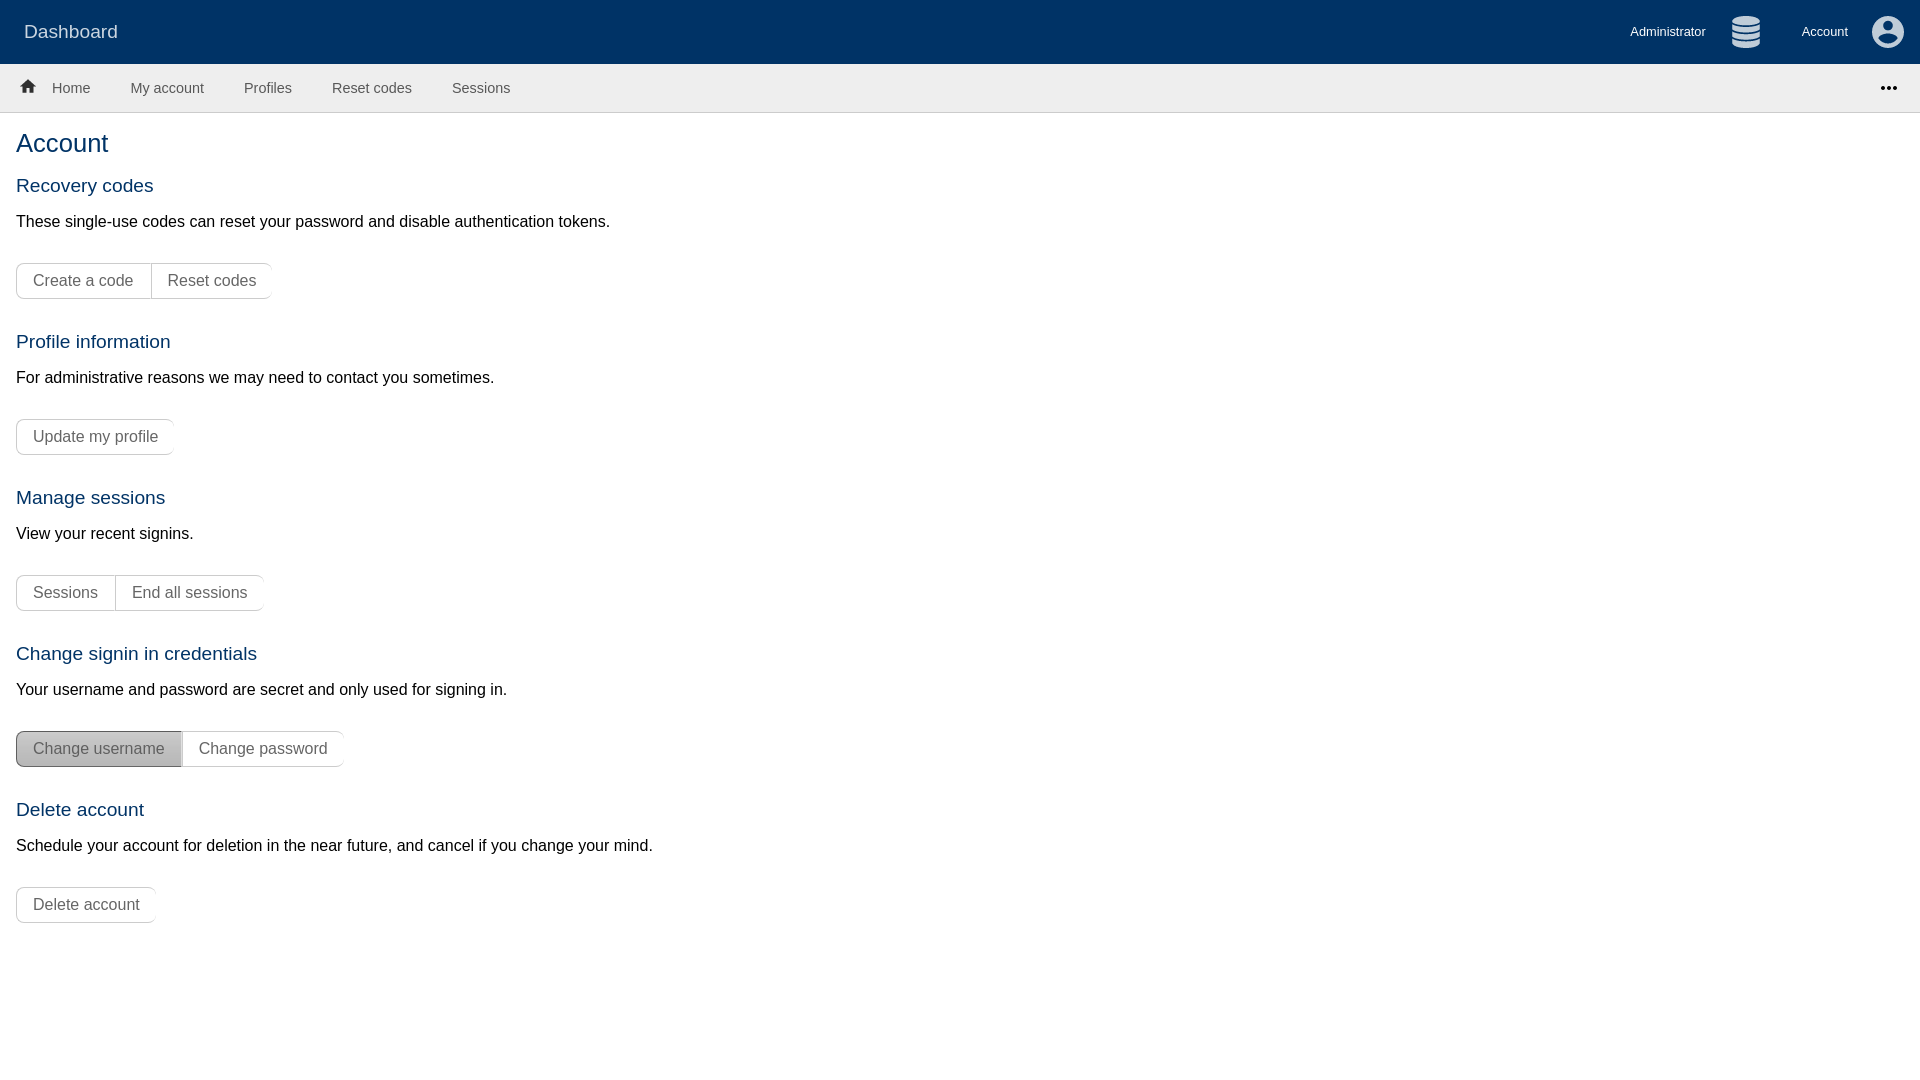 Dashboard
Administrator
Account
Home
My account
Profiles
Reset codes
Sessions
Account
Recovery codes
These single-use codes can reset your password and disable authentication tokens.
Create a code
Reset codes
Profile information
For administrative reasons we may need to contact you sometimes.
Update my profile
Manage sessions
View your recent signins.
Sessions
End all sessions
Change signin in credentials
Your username and password are secret and only used for signing in.
Change username
Change password
Delete account
Schedule your account for deletion in the near future, and cancel if you change your mind.
Delete account